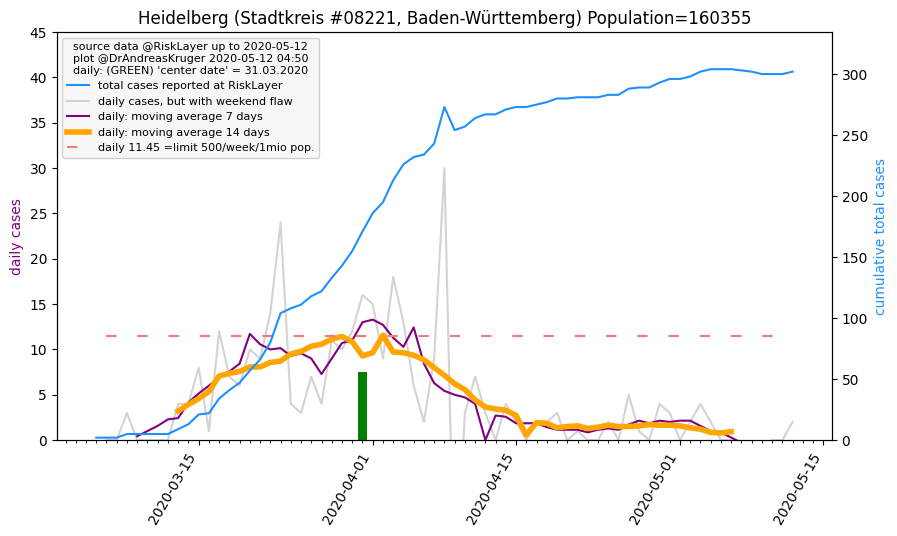 Heidelberg (Stadtkreis #08221, Baden-Württemberg) Population=160355
source data @RiskLayer up to 2020-05-12
plot @DrAndreasKruger 2020-05-12 04:50
daily: (GREEN) 'center date' = 31.03.2020
total cases reported at RiskLayer
daily cases, but with weekend flaw
daily: moving average 7 days
daily: moving average 14 days
daily 11.45 =limit 500/week/1mio pop.
45
40
35
30
25
20
15
10
5
0
daily cases
300
250
200
150
100
50
0
cumulative total cases
2020-03-15
2020-04-01
2020-04-15
2020-05-01
2020-05-15